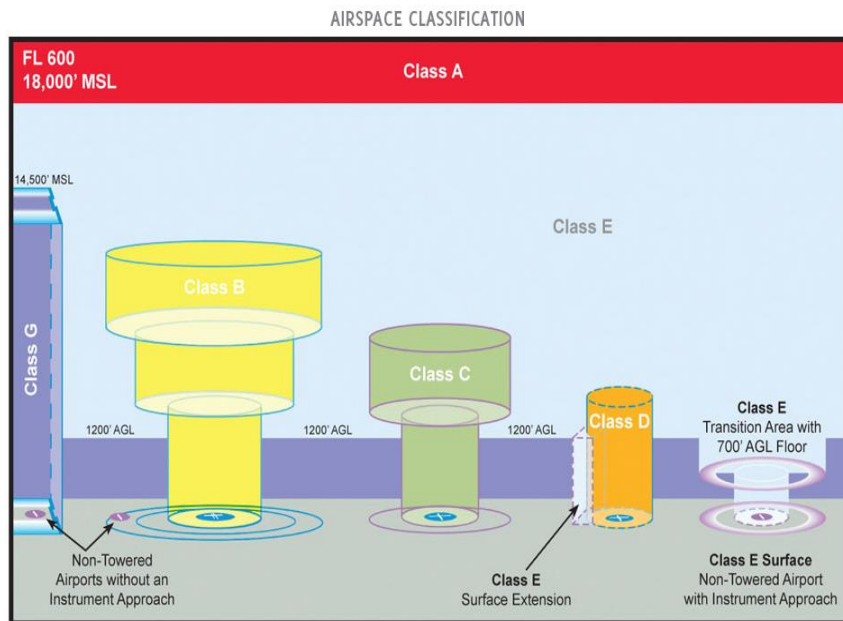 AIRSPACE CLASSIFICATION
FL 600
18,000' MSL
Class A
14,500' MSL
Class E
Class B
Class G
Class C
Class D
1200' AGL
1200' AGL
1200' AGL
Class E
Transition Area with
700' AGL Floor
Non-Towered
Airports without an
Instrument Approach
Class E
Surface Extension
Class E Surface
Non-Towered Airport
with Instrument Approach